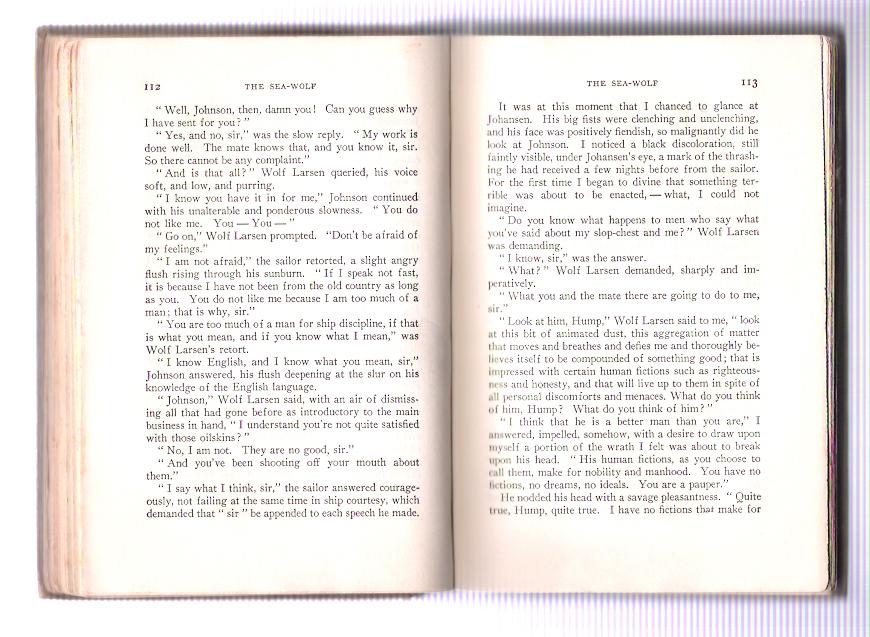 112
THE SEA-WOLF
“ Well, Johnson, then, damn you! Can you guess why
I have sent for you? ”
“ Yes, and no, sir,” was the slow reply. “ My work is
done well. The mate knows that, and you know it, sir.
So there cannot be any complaint.”
“ And is that all? ” Wolf Larsen queried, his voice
soft, and low, and purring.
“ I know you have it in for me,” Johnson continued
with his unalterable and ponderous slowness. “ You do
not like me. You — You — ”
“ Go on,” Wolf Larsen prompted. “Don't be afraid of
my feelings.”
“ I am not afraid,” the sailor retorted, a slight angry
flush rising through his sunburn. “ If I speak not fast,
it is because I have not been from the old country as long
as you. You do not like me because I am too much of a
man; that is why, sir.”
“ You are too much of a man for ship discipline, if that
is what you mean, and if you know what I mean,” was
Wolf Larsen's retort.
“ I know English, and I know what you mean, sir,”
Johnson answered, his flush deepening at the slur on his
knowledge of the English language.
“ Johnson,” Wolf Larsen said, with an air of dismiss-
ing all that had gone before as introductory to the main
business in hand, “ I understand you're not quite satisfied
with those oilskins? ”
“ No, I am not. They are no good, sir.”
“ And you've been shooting off your mouth about
them.”
“ I say what I think, sir,” the sailor answered courage-
ously, not failing at the same time in ship courtesy, which
demanded that “ sir ” be appended to each speech he made.
THE SEA-WOLF
113
It was at this moment that I chanced to glance at
Johansen. His big fists were clenching and unclenching,
and his face was positively fiendish, so malignantly did he
look at Johnson. I noticed a black discoloration, still
faintly visible, under Johansen's eye, a mark of the thrash-
ing he had received a few nights before from the sailor.
For the first time I began to divine that something ter-
rible was about to be enacted, — what, I could not
imagine.
“ Do you know what happens to men who say what
you've said about my slop-chest and me? ” Wolf Larsen
was demanding.
“ I know, sir,” was the answer.
“ What? ” Wolf Larsen demanded, sharply and im-
peratively.
“ What you and the mate there are going to do to me,
sir.”
“ Look at him, Hump,” Wolf Larsen said to me, “ look
at this bit of animated dust, this aggregation of matter
that moves and breathes and defies me and thoroughly be-
lieves itself to be compounded of something good; that is
impressed with certain human fictions such as righteous-
ness and honesty, and that will live up to them in spite of
all personal discomforts and menaces. What do you think
of him, Hump? What do you think of him? ”
“ I think that he is a better man than you are,” I
answered, impelled, somehow, with a desire to draw upon
myself a portion of the wrath I felt was about to break
upon his head. “ His human fictions, as you choose to
call them, make for nobility and manhood. You have no
fictions, no dreams, no ideals. You are a pauper.”
He nodded his head with a savage pleasantness. “ Quite
true, Hump, quite true. I have no fictions that make for